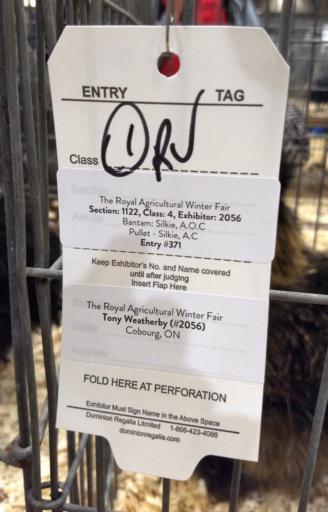 ENTRY TAG
1 RV
Class
The Royal Agricultural Winter Fair
Section: 1122, Class: 4, Exhibitor: 2056
Bantam: Silkie, A.O.C
Pullet - Silkie, A.C
Entry #371
Keep Exhibitor's No. and Name covered
until after judging
Insert Flap Here
The Royal Agricultural Winter Fair
Tony Weatherby (#2056)
Cobourg, ON
FOLD HERE AT PERFORATION
Exhibitor Must Sign Name in the Above Space
Dominion Regalia Limited 1-866-423-4086
dominionregalia.com